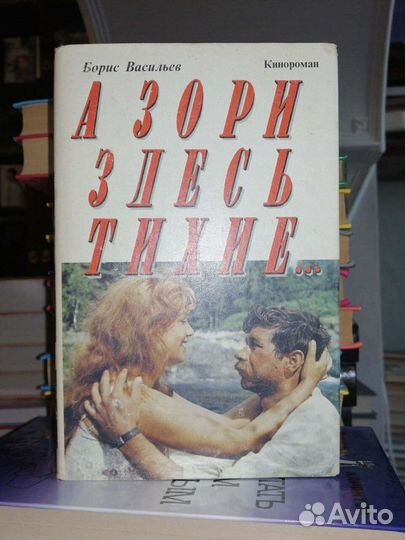 Борис Васильев
Кинороман
А ЗОРИ
ЗДЕСЬ
ТИХИЕ...
Avito